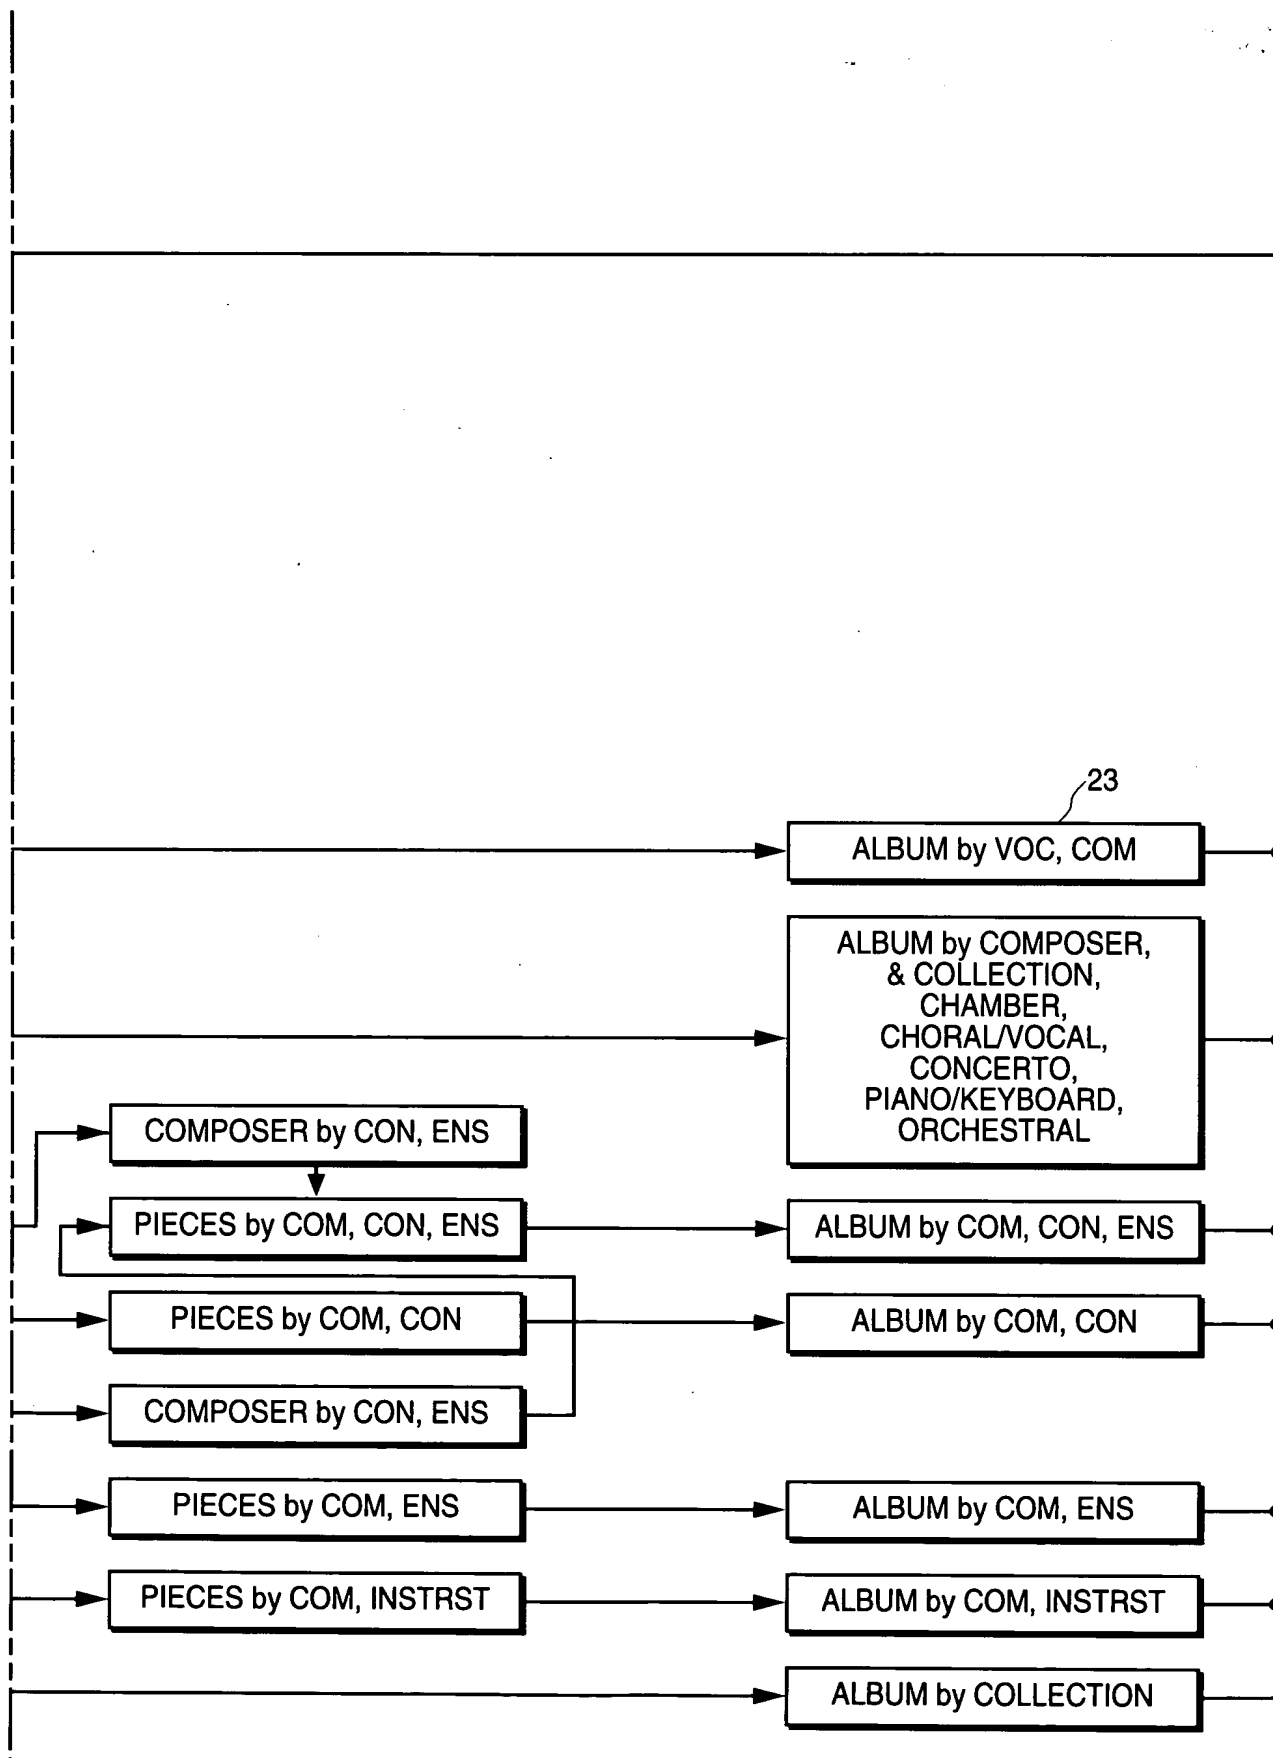 23
ALBUM by VOC, COM
ALBUM by COMPOSER,
& COLLECTION,
CHAMBER,
CHORAL/VOCAL,
CONCERTO,
PIANO/KEYBOARD,
ORCHESTRAL
COMPOSER by CON, ENS
PIECES by COM, CON, ENS
ALBUM by COM, CON, ENS
PIECES by COM, CON
ALBUM by COM, CON
COMPOSER by CON, ENS
PIECES by COM, ENS
ALBUM by COM, ENS
PIECES by COM, INSTRST
ALBUM by COM, INSTRST
ALBUM by COLLECTION